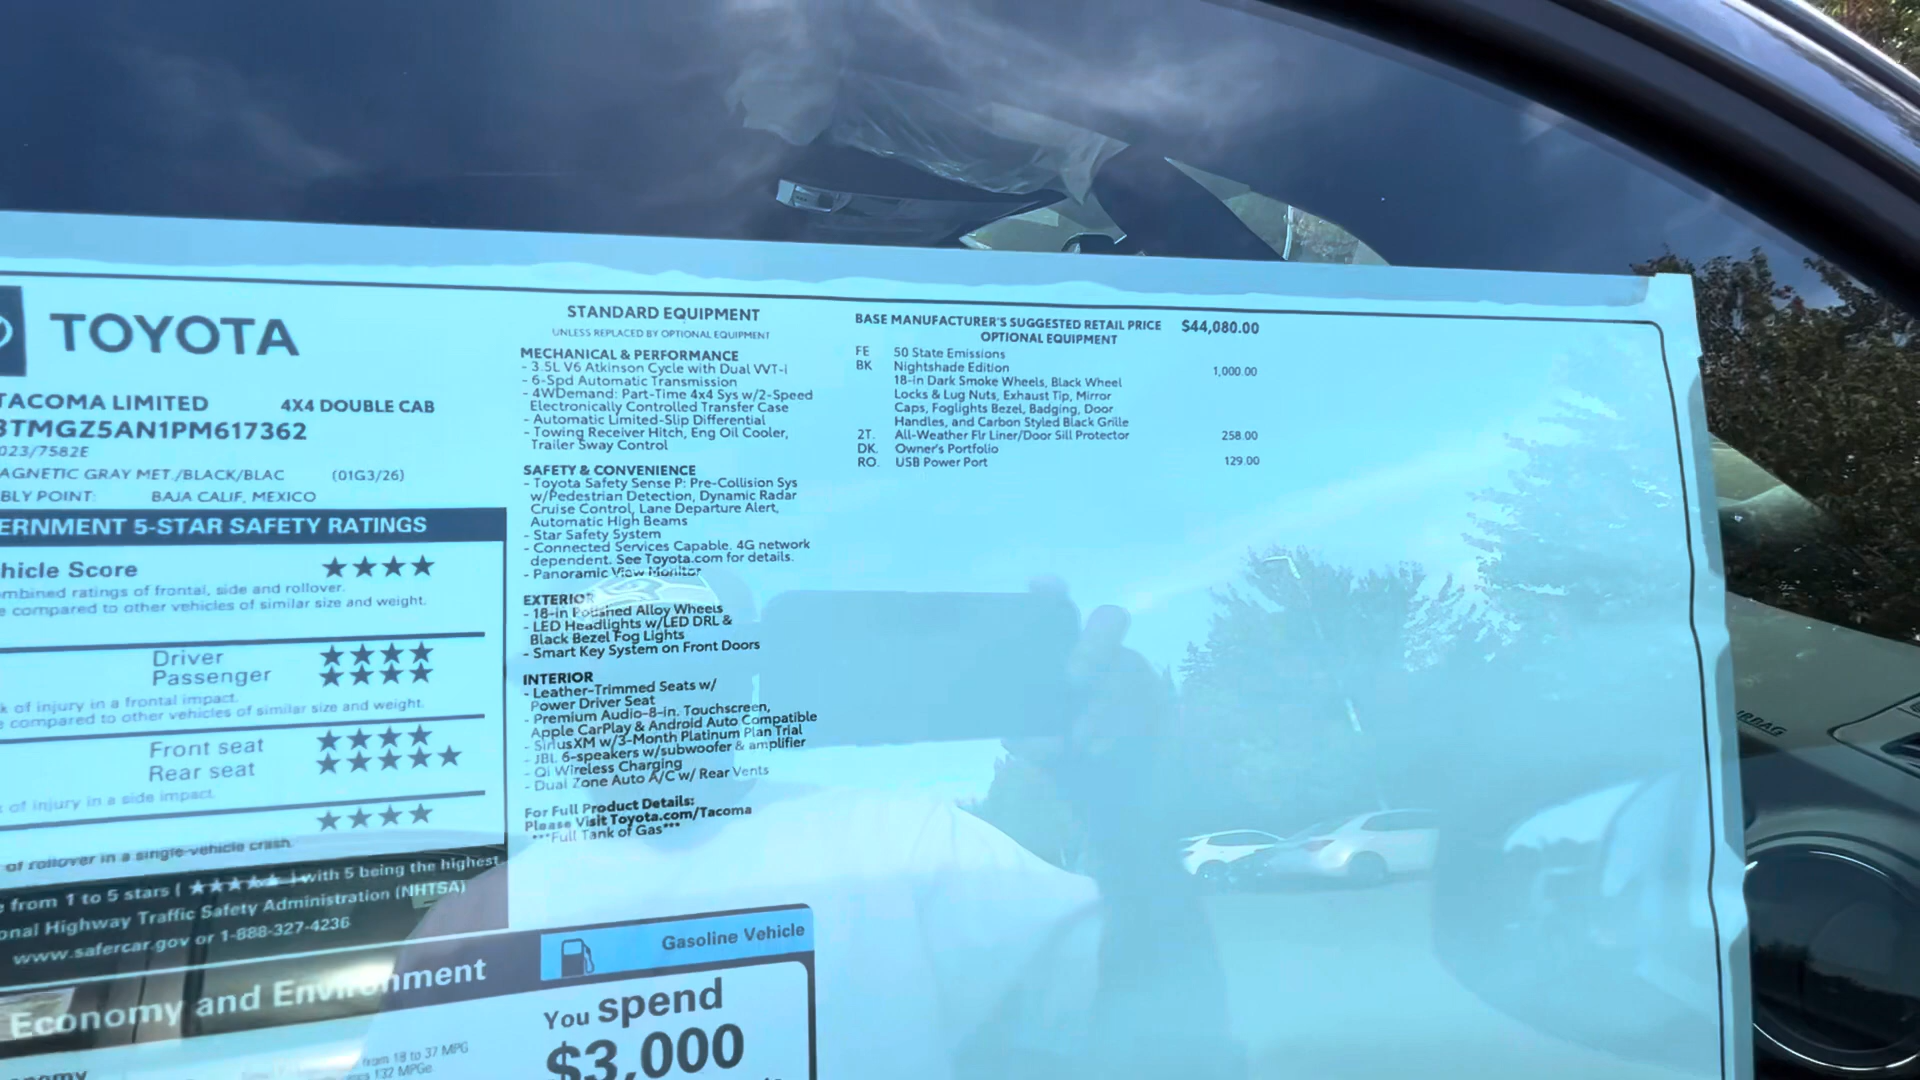 TOYOTA
TACOMA LIMITED 4X4 DOUBLE CAB
3TMGZ5AN1PM617362
023/7582E
AGNETIC GRAY MET./BLACK/BLAC (01G3/26)
BLY POINT: BAJA CALIF, MEXICO
ERNMENT 5-STAR SAFETY RATINGS
hicle Score ★★★★
ombined ratings of frontal, side and rollover.
e compared to other vehicles of similar size and weight.
Driver ★★★★
Passenger ★★★★
k of injury in a frontal impact.
e compared to other vehicles of similar size and weight.
Front seat ★★★★
Rear seat ★★★★★
k of injury in a side impact.
★★★★
of rollover in a single-vehicle crash.
e from 1 to 5 stars (★★★★★) with 5 being the highest
onal Highway Traffic Safety Administration (NHTSA)
www.safercar.gov or 1-888-327-4236
Economy and Environment
Gasoline Vehicle
from 18 to 37 MPG
132 MPGe.
nomy
You spend
$3,000
STANDARD EQUIPMENT
UNLESS REPLACED BY OPTIONAL EQUIPMENT
MECHANICAL & PERFORMANCE
- 3.5L V6 Atkinson Cycle with Dual VVT-i
- 6-Spd Automatic Transmission
- 4WDemand: Part-Time 4x4 Sys w/2-Speed
Electronically Controlled Transfer Case
- Automatic Limited-Slip Differential
- Towing Receiver Hitch, Eng Oil Cooler,
Trailer Sway Control
SAFETY & CONVENIENCE
- Toyota Safety Sense P: Pre-Collision Sys
w/Pedestrian Detection, Dynamic Radar
Cruise Control, Lane Departure Alert,
Automatic High Beams
- Star Safety System
- Connected Services Capable. 4G network
dependent. See Toyota.com for details.
- Panoramic View Monitor
EXTERIOR
- 18-in Polished Alloy Wheels
- LED Headlights w/LED DRL &
Black Bezel Fog Lights
- Smart Key System on Front Doors
INTERIOR
- Leather-Trimmed Seats w/
Power Driver Seat
- Premium Audio-8-in. Touchscreen,
Apple CarPlay & Android Auto Compatible
- SiriusXM w/3-Month Platinum Plan Trial
- JBL 6-speakers w/subwoofer & amplifier
- Qi Wireless Charging
- Dual Zone Auto A/C w/ Rear Vents
For Full Product Details:
Please Visit Toyota.com/Tacoma
***Full Tank of Gas***
BASE MANUFACTURER'S SUGGESTED RETAIL PRICE $44,080.00
OPTIONAL EQUIPMENT
FE 50 State Emissions
BK Nightshade Edition 1,000.00
18-in Dark Smoke Wheels, Black Wheel
Locks & Lug Nuts, Exhaust Tip, Mirror
Caps, Foglights Bezel, Badging, Door
Handles, and Carbon Styled Black Grille
2T. All-Weather Flr Liner/Door Sill Protector 258.00
DK. Owner's Portfolio
RO. USB Power Port 129.00